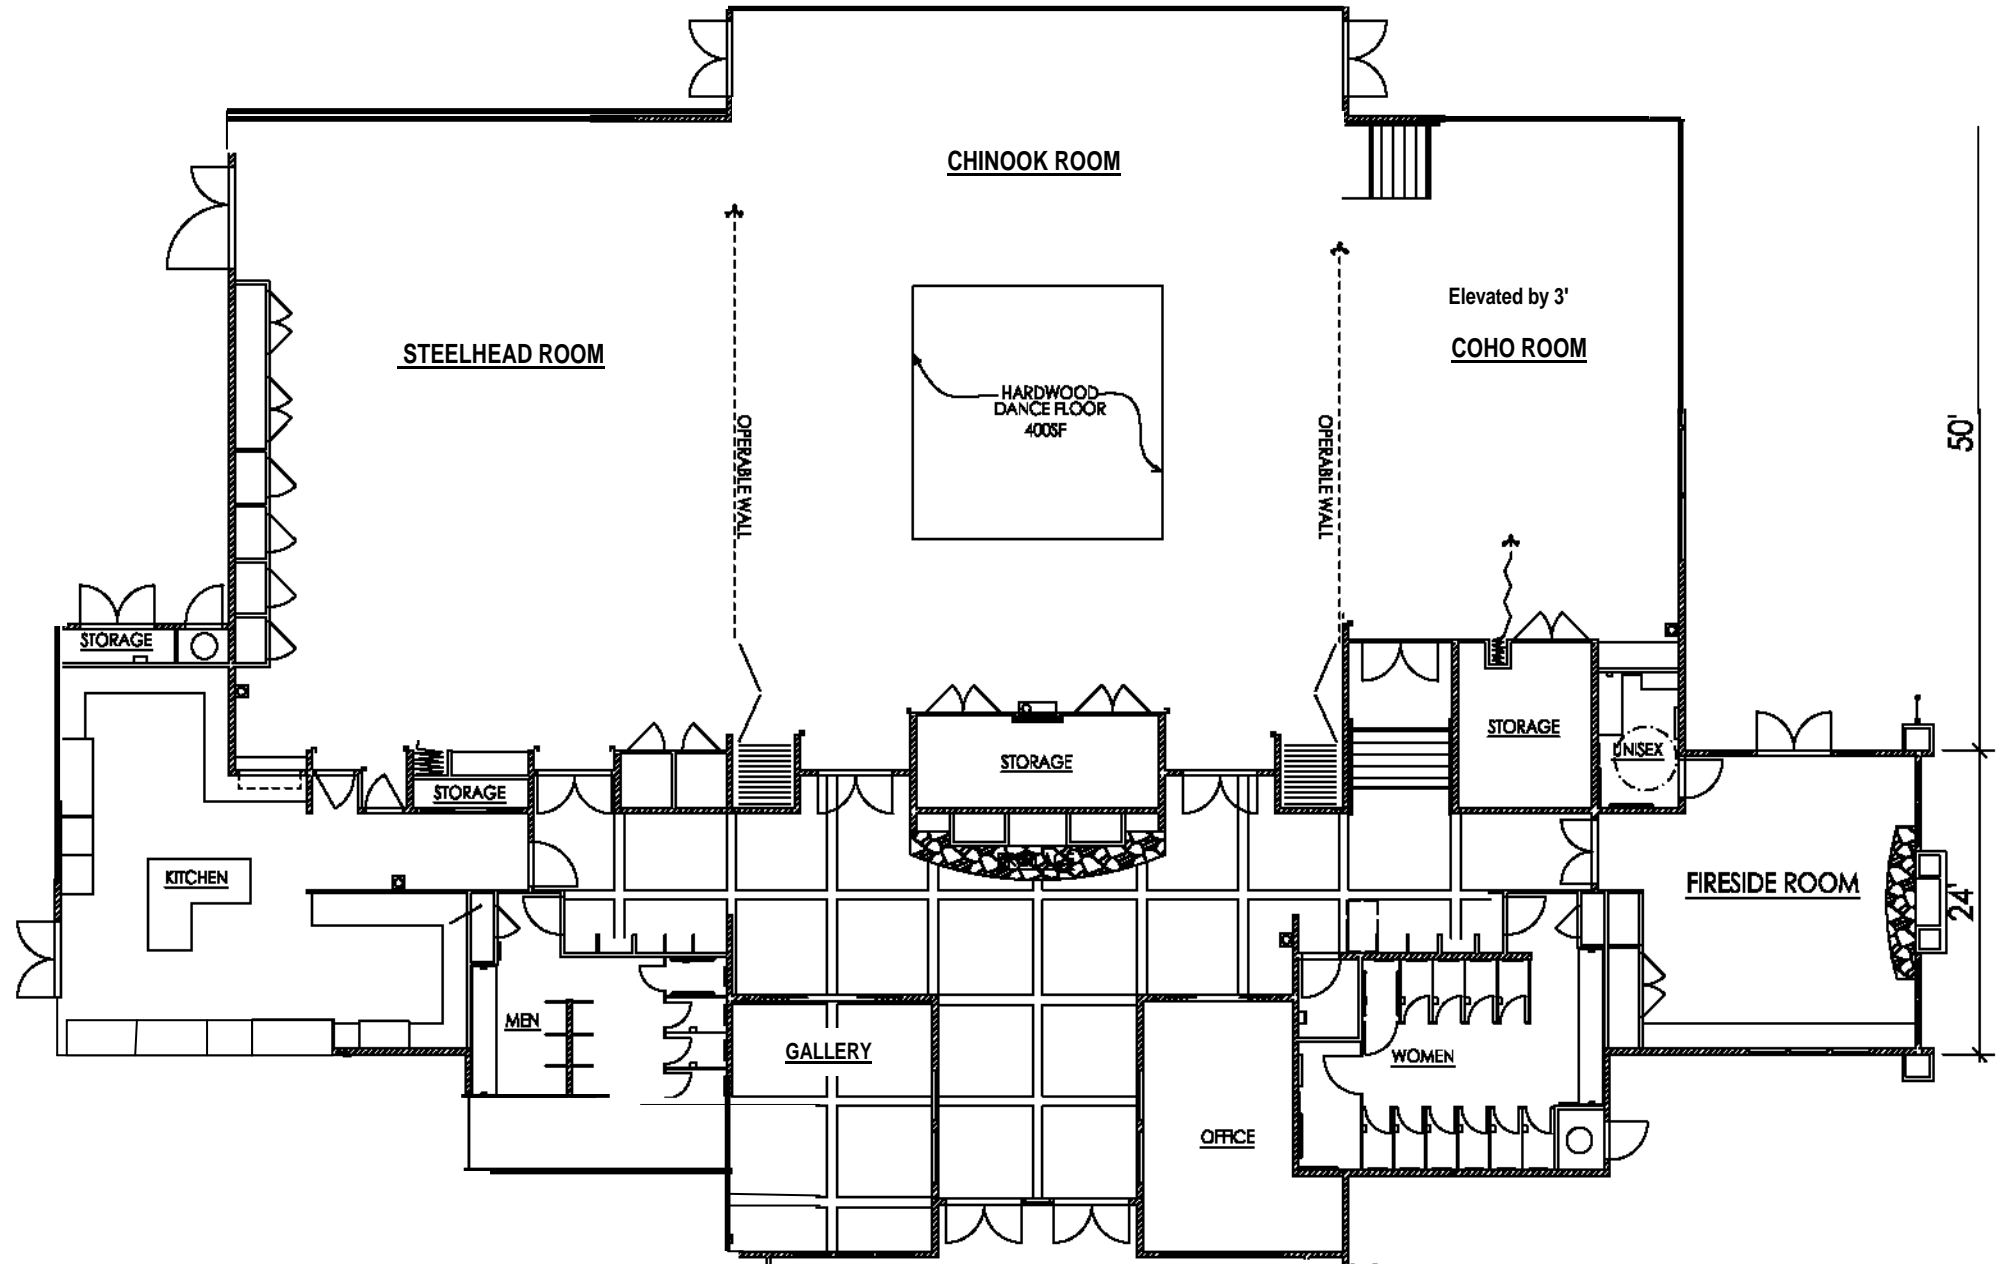 CHINOOK ROOM
Elevated by 3'
STEELHEAD ROOM
COHO ROOM
HARDWOOD
DANCE FLOOR
400SF
OPERABLE WALL
OPERABLE WALL
50'
STORAGE
STORAGE
UNISEX
STORAGE
STORAGE
KITCHEN
FIRESIDE ROOM
24'
MEN
GALLERY
WOMEN
OFFICE